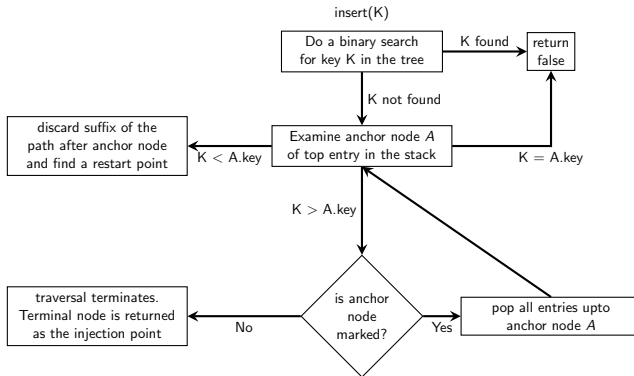 insert(K)
Do a binary search
for key K in the tree
K found
return
false
K not found
discard suffix of the
path after anchor node
and find a restart point
K < A.key
Examine anchor node A
of top entry in the stack
K = A.key
K > A.key
traversal terminates.
Terminal node is returned
as the injection point
No
is anchor
node
marked?
Yes
pop all entries upto
anchor node A